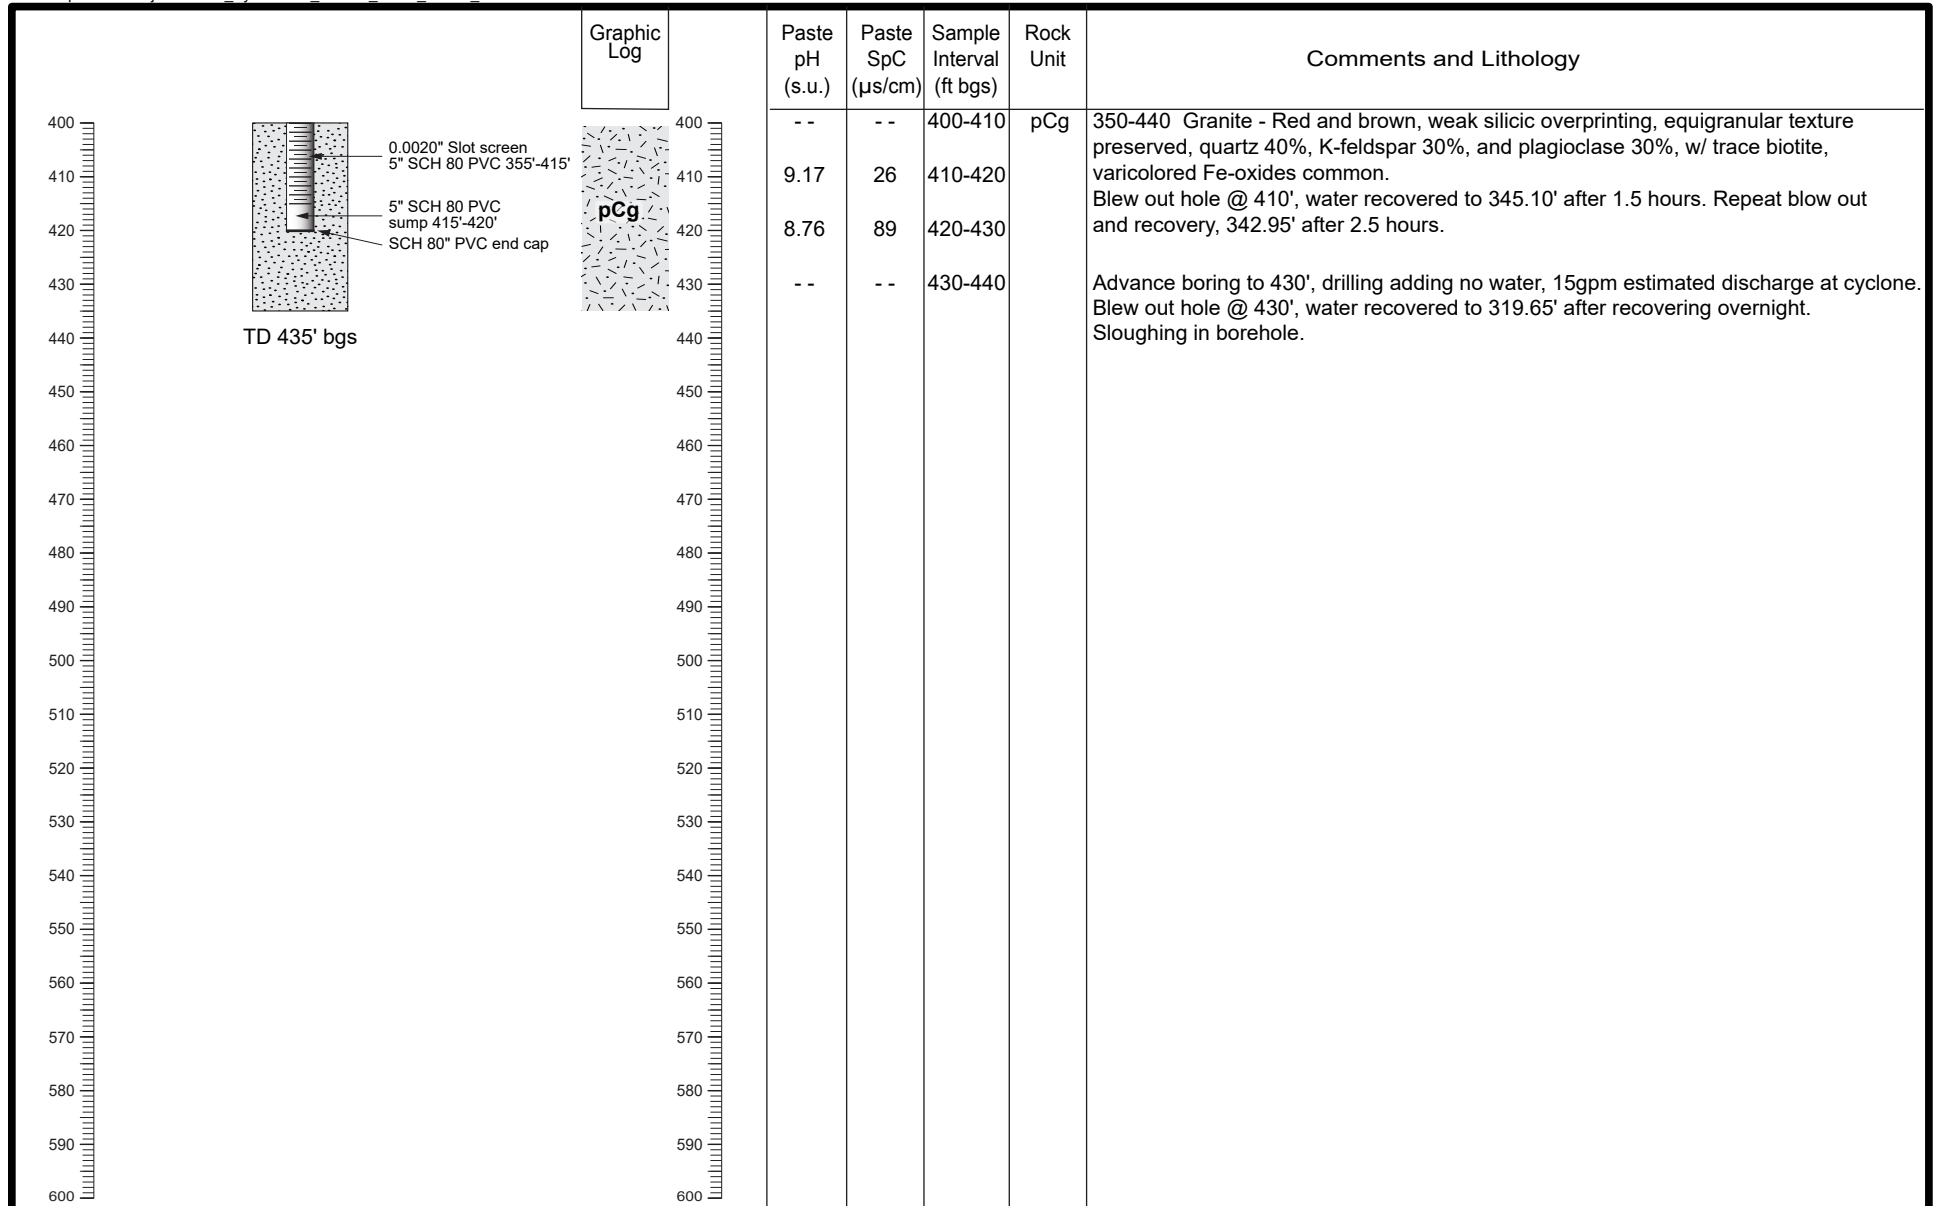 Graphic
Log
Paste
pH
(s.u.)
Paste
SpC
(µs/cm)
Sample
Interval
(ft bgs)
Rock
Unit
Comments and Lithology
400
410
420
430
440
450
460
470
480
490
500
510
520
530
540
550
560
570
580
590
600
0.0020" Slot screen
5" SCH 80 PVC 355'-415'
5" SCH 80 PVC
sump 415'-420'
SCH 80" PVC end cap
TD 435' bgs
pCg
400
410
420
430
440
450
460
470
480
490
500
510
520
530
540
550
560
570
580
590
600
- - - - 400-410 pCg
9.17 26 410-420
8.76 89 420-430
- - - - 430-440
350-440 Granite - Red and brown, weak silicic overprinting, equigranular texture
preserved, quartz 40%, K-feldspar 30%, and plagioclase 30%, w/ trace biotite,
varicolored Fe-oxides common.
Blew out hole @ 410', water recovered to 345.10' after 1.5 hours. Repeat blow out
and recovery, 342.95' after 2.5 hours.
Advance boring to 430', drilling adding no water, 15gpm estimated discharge at cyclone.
Blew out hole @ 430', water recovered to 319.65' after recovering overnight.
Sloughing in borehole.